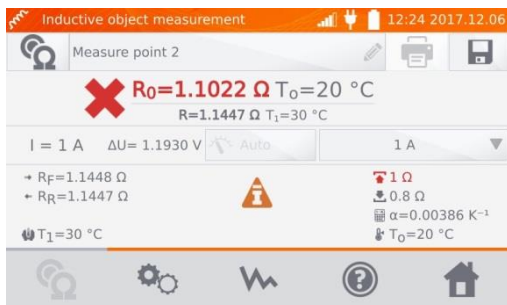 Inductive object measurement 12:24 2017.12.06
Measure point 2
R₀=1.1022 Ω T₀=20 °C
R=1.1447 Ω T₁=30 °C
I = 1 A ΔU= 1.1930 V Auto 1 A
R_F=1.1448 Ω 1 Ω
R_R=1.1447 Ω 0.8 Ω
α=0.00386 K⁻¹
T₁=30 °C T₀=20 °C